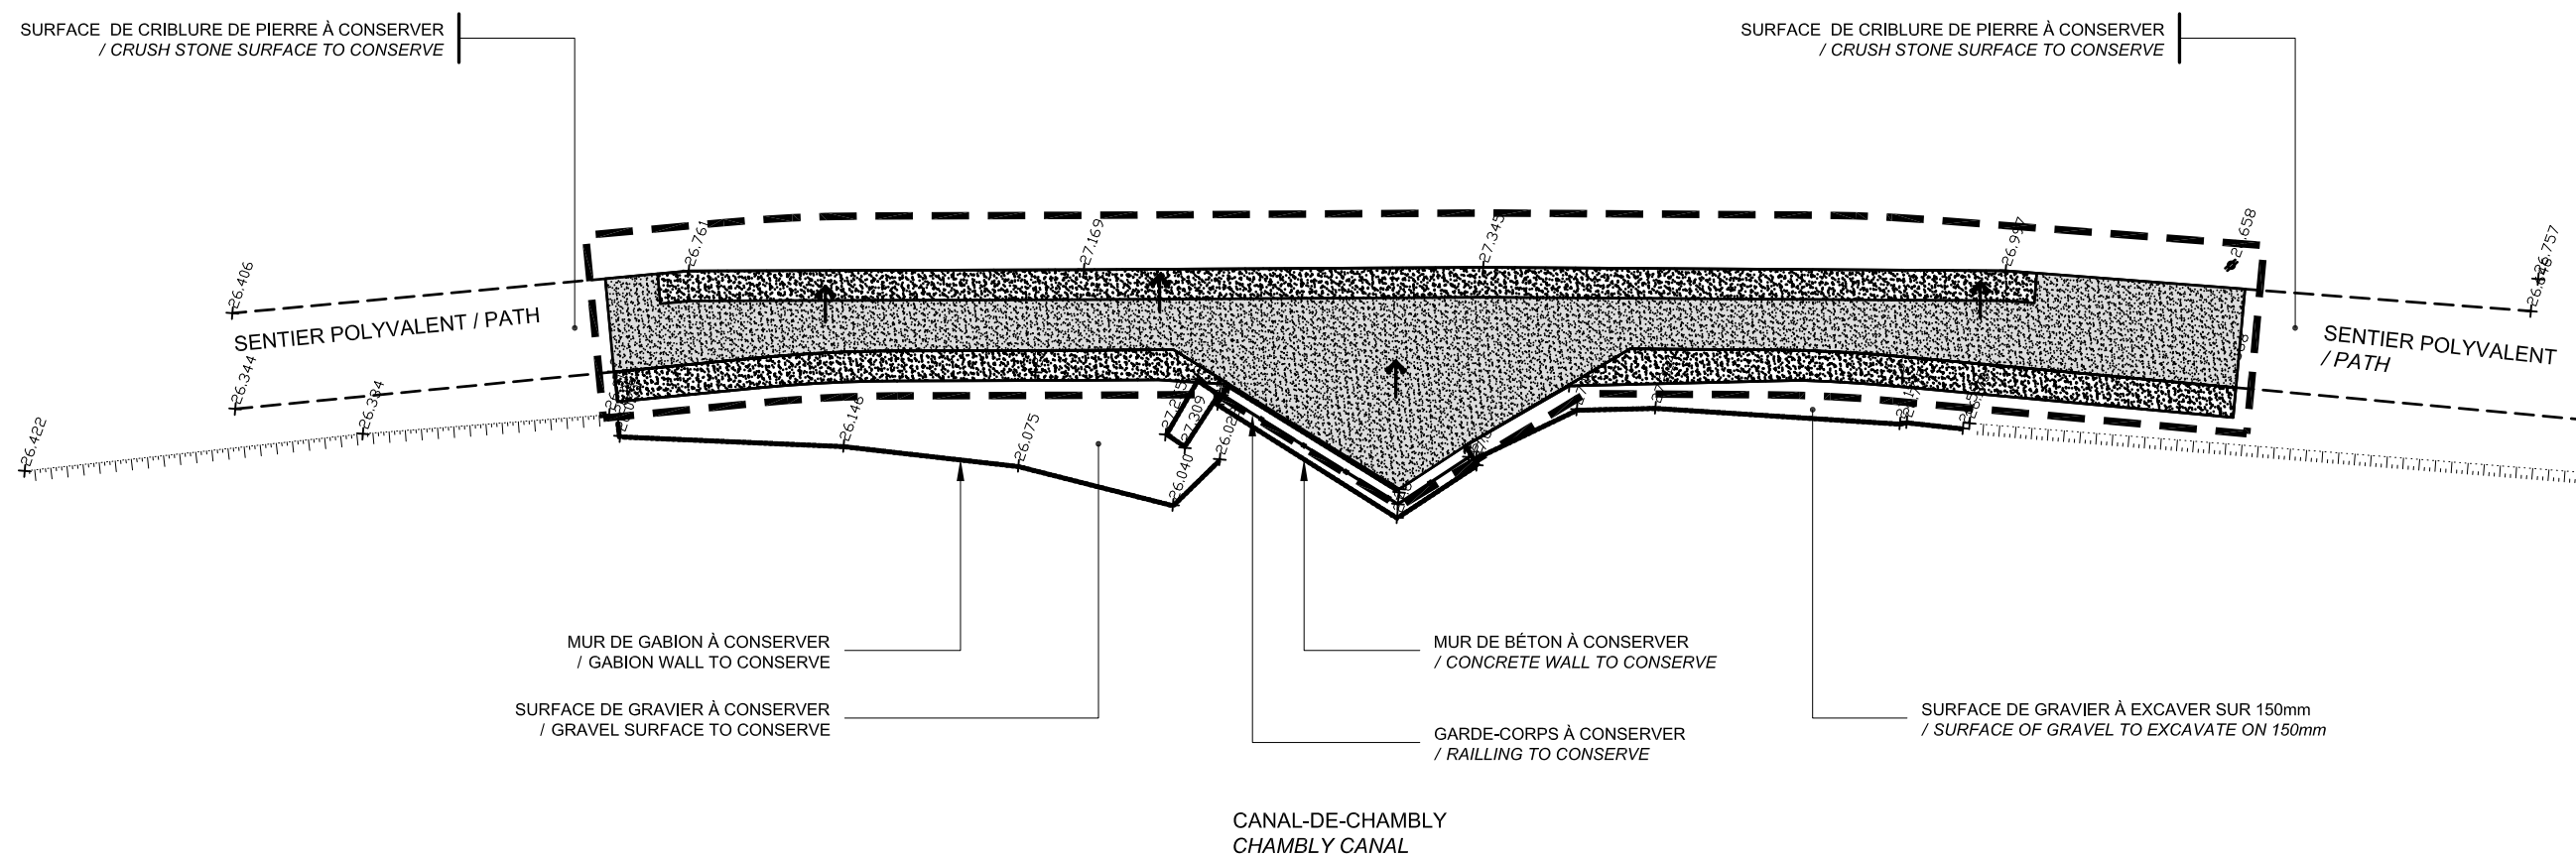 SURFACE DE CRIBLURE DE PIERRE À CONSERVER
/ CRUSH STONE SURFACE TO CONSERVE
SURFACE DE CRIBLURE DE PIERRE À CONSERVER
/ CRUSH STONE SURFACE TO CONSERVE
26.406
26.761
27.169
27.345
26.997
26.757
SENTIER POLYVALENT / PATH
SENTIER POLYVALENT
/ PATH
26.344
26.422
26.384
26.146
26.075
27.309
26.040
MUR DE GABION À CONSERVER
/ GABION WALL TO CONSERVE
MUR DE BÉTON À CONSERVER
/ CONCRETE WALL TO CONSERVE
SURFACE DE GRAVIER À CONSERVER
/ GRAVEL SURFACE TO CONSERVE
GARDE-CORPS À CONSERVER
/ RAILLING TO CONSERVE
SURFACE DE GRAVIER À EXCAVER SUR 150mm
/ SURFACE OF GRAVEL TO EXCAVATE ON 150mm
CANAL-DE-CHAMBLY
CHAMBLY CANAL